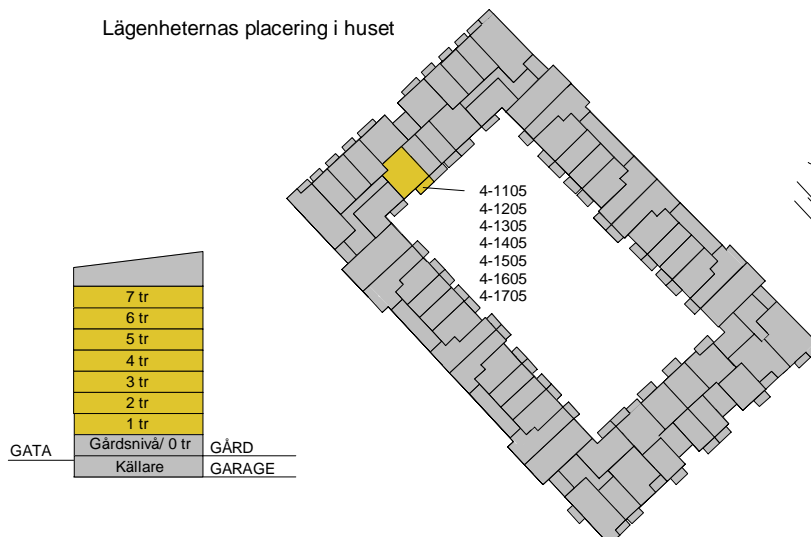 Lägenheternas placering i huset
4-1105
4-1205
4-1305
4-1405
4-1505
4-1605
4-1705
7 tr
6 tr
5 tr
4 tr
3 tr
2 tr
1 tr
Gårdsnivå/ 0 tr
GATA
GÅRD
Källare
GARAGE